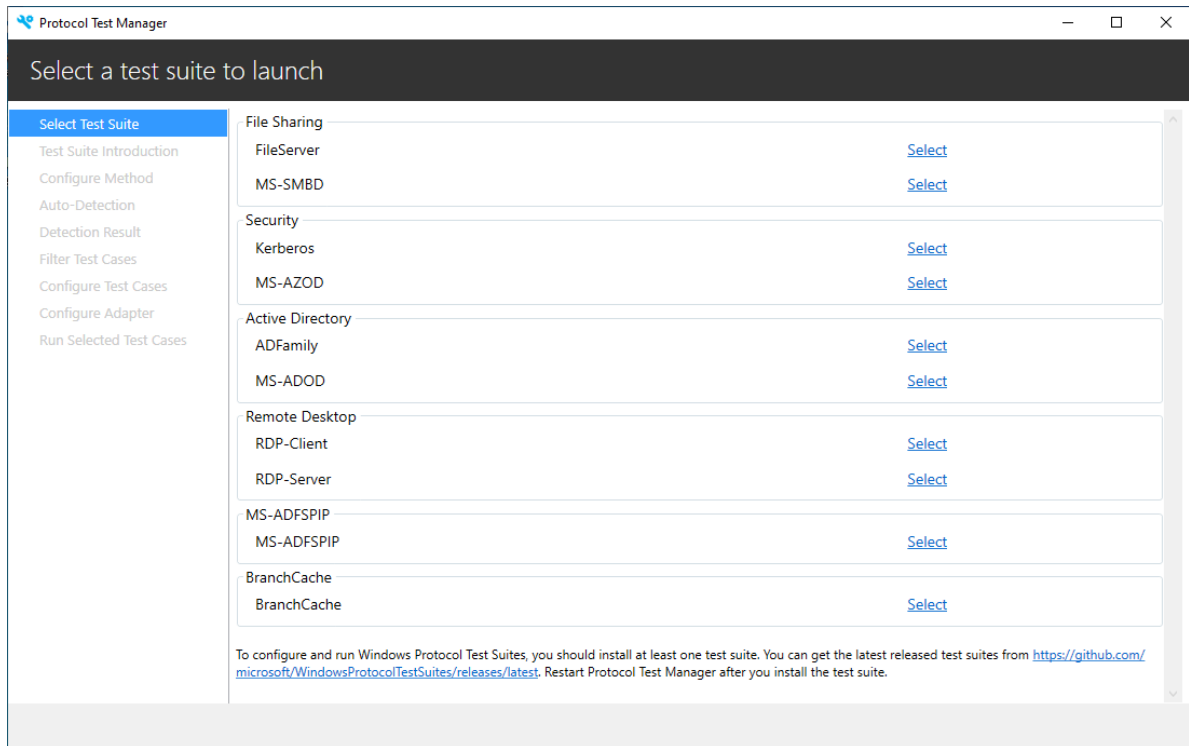 Protocol Test Manager
Select a test suite to launch
Select Test Suite
Test Suite Introduction
Configure Method
Auto-Detection
Detection Result
Filter Test Cases
Configure Test Cases
Configure Adapter
Run Selected Test Cases
File Sharing
FileServer Select
MS-SMBD Select
Security
Kerberos Select
MS-AZOD Select
Active Directory
ADFamily Select
MS-ADOD Select
Remote Desktop
RDP-Client Select
RDP-Server Select
MS-ADFSPIP
MS-ADFSPIP Select
BranchCache
BranchCache Select
To configure and run Windows Protocol Test Suites, you should install at least one test suite. You can get the latest released test suites from https://github.com/
microsoft/WindowsProtocolTestSuites/releases/latest. Restart Protocol Test Manager after you install the test suite.